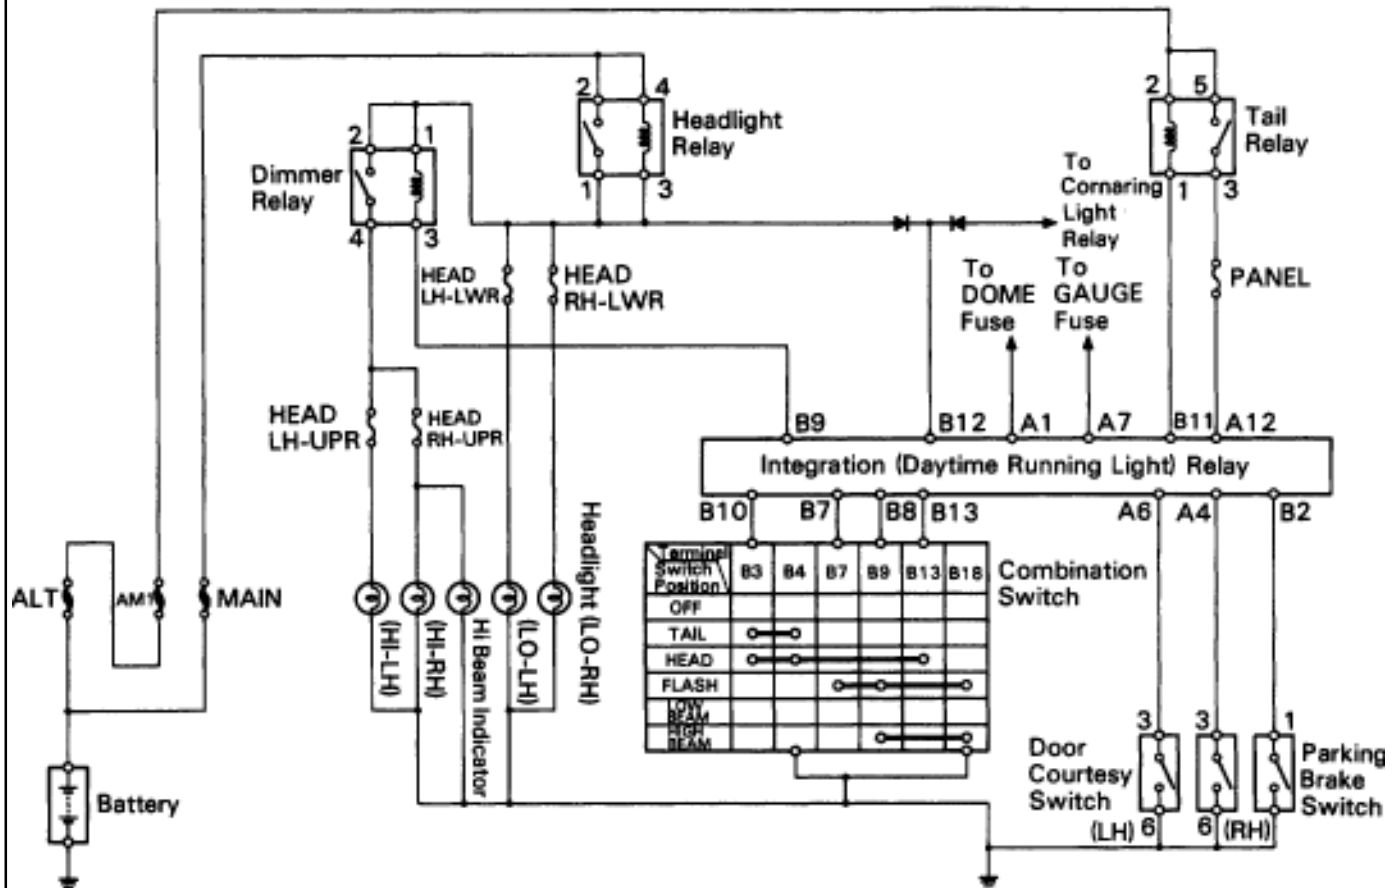 2 4
Headlight
Relay
1 3
2 1
Dimmer
Relay
4 3
2 5
Tail
Relay
1 3
To
Cornaring
Light
Relay
HEAD
LH-LWR
HEAD
RH-LWR
To
DOME
Fuse
To
GAUGE
Fuse
PANEL
HEAD
LH-UPR
HEAD
RH-UPR
B9 B12 A1 A7 B11 A12
Integration (Daytime Running Light) Relay
B10 B7 B8 B13 A6 A4 B2
ALT
AM1
MAIN
(HI-LH)
(HI-RH)
Hi Beam Indicator
(LO-LH)
Headlight (LO-RH)
Terminal
Switch
Position
B3 B4 B7 B9 B13 B18
OFF
TAIL
HEAD
FLASH
LOW
BEAM
HIGH
BEAM
Combination
Switch
Battery
3 3 1
Door
Courtesy
Switch
(LH) 6 6 (RH)
Parking
Brake
Switch